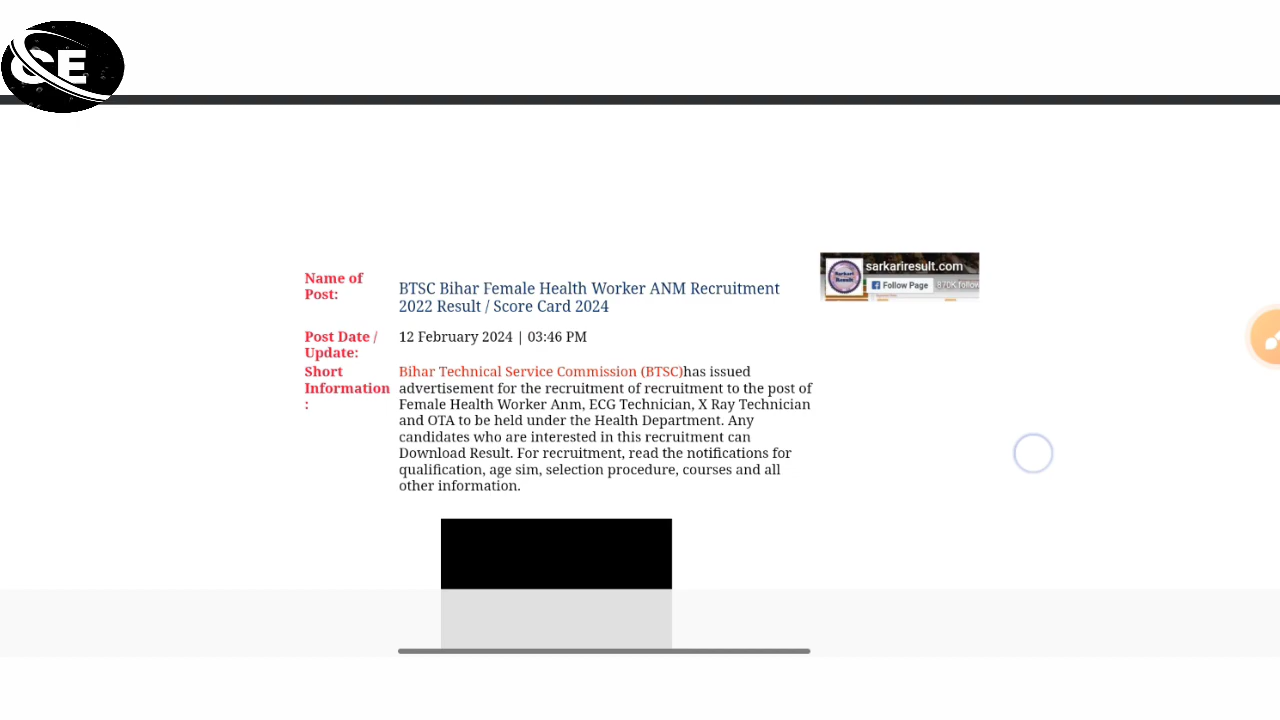 CE
Name of
Post:
BTSC Bihar Female Health Worker ANM Recruitment
2022 Result / Score Card 2024
sarkariresult.com
Follow Page
870K follow
Post Date /
Update:
12 February 2024 | 03:46 PM
Short
Information
:
Bihar Technical Service Commission (BTSC)has issued
advertisement for the recruitment of recruitment to the post of
Female Health Worker Anm, ECG Technician, X Ray Technician
and OTA to be held under the Health Department. Any
candidates who are interested in this recruitment can
Download Result. For recruitment, read the notifications for
qualification, age sim, selection procedure, courses and all
other information.